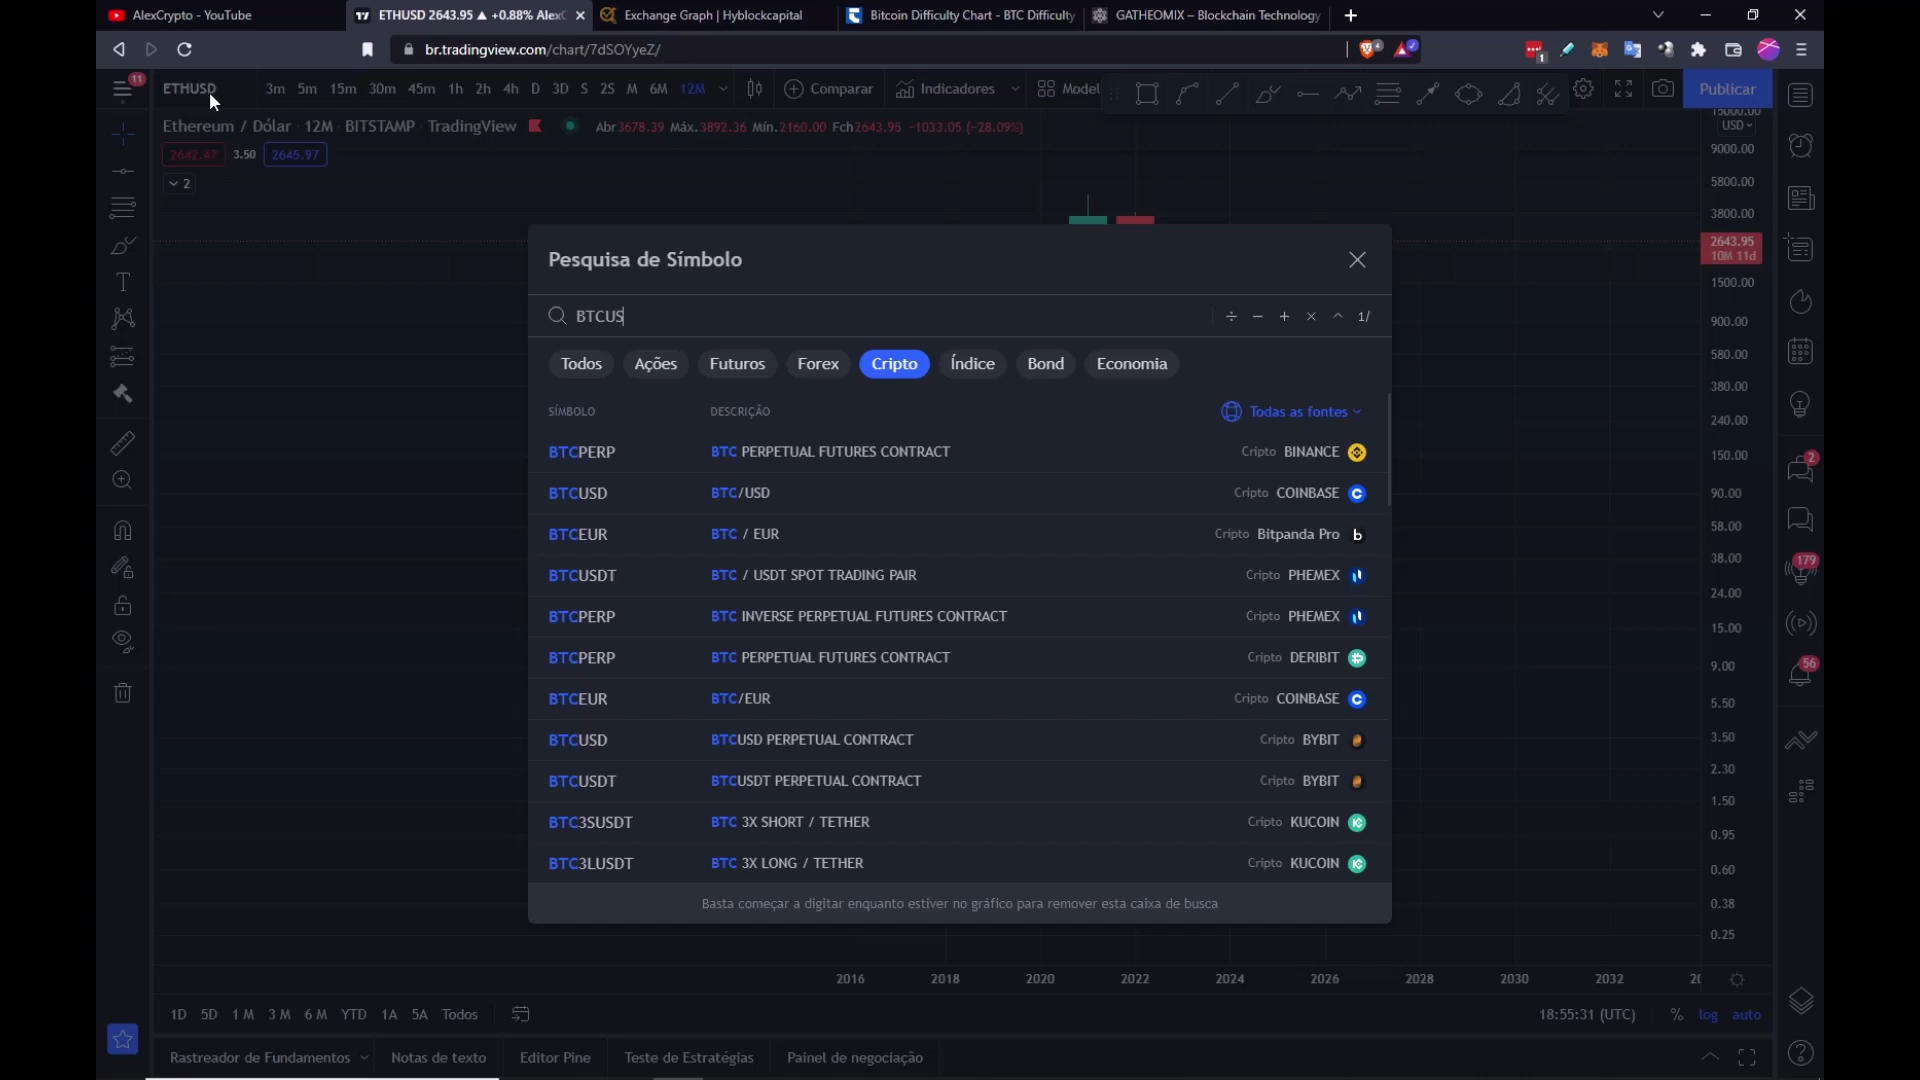 AlexCrypto - YouTube
ETHUSD 2643.95 ▲ +0.88% AlexC
Exchange Graph | Hyblockcapital
Bitcoin Difficulty Chart - BTC Difficulty
GATHEOMIX – Blockchain Technology
br.tradingview.com/chart/7dSOYyeZ/
11
ETHUSD
3m 5m 15m 30m 45m 1h 2h 4h D 3D S 2S M 6M 12M
Comparar
Indicadores
Model
Publicar
Ethereum / Dólar · 12M · BITSTAMP · TradingView
Abr3678.39 Máx.3892.36 Mín.2160.00 Fch2643.95 −1033.05 (−28.09%)
2642.47 3.50 2645.97
2
15000.00
USD
9000.00
5800.00
3800.00
2643.95
10M 11d
1500.00
900.00
580.00
380.00
240.00
150.00
90.00
58.00
38.00
24.00
15.00
9.00
5.50
3.50
2.30
1.50
0.95
0.60
0.38
0.25
Pesquisa de Símbolo
BTCUS
÷ − + × ^ 1/
Todos Ações Futuros Forex Cripto Índice Bond Economia
SÍMBOLO DESCRIÇÃO Todas as fontes
BTCPERP BTC PERPETUAL FUTURES CONTRACT Cripto BINANCE
BTCUSD BTC/USD Cripto COINBASE
BTCEUR BTC / EUR Cripto Bitpanda Pro
BTCUSDT BTC / USDT SPOT TRADING PAIR Cripto PHEMEX
BTCPERP BTC INVERSE PERPETUAL FUTURES CONTRACT Cripto PHEMEX
BTCPERP BTC PERPETUAL FUTURES CONTRACT Cripto DERIBIT
BTCEUR BTC/EUR Cripto COINBASE
BTCUSD BTCUSD PERPETUAL CONTRACT Cripto BYBIT
BTCUSDT BTCUSDT PERPETUAL CONTRACT Cripto BYBIT
BTC3SUSDT BTC 3X SHORT / TETHER Cripto KUCOIN
BTC3LUSDT BTC 3X LONG / TETHER Cripto KUCOIN
Basta começar a digitar enquanto estiver no gráfico para remover esta caixa de busca
2
179
56
2016 2018 2020 2022 2024 2026 2028 2030 2032
1D 5D 1 M 3 M 6 M YTD 1A 5A Todos
18:55:31 (UTC) % log auto
Rastreador de Fundamentos Notas de texto Editor Pine Teste de Estratégias Painel de negociação